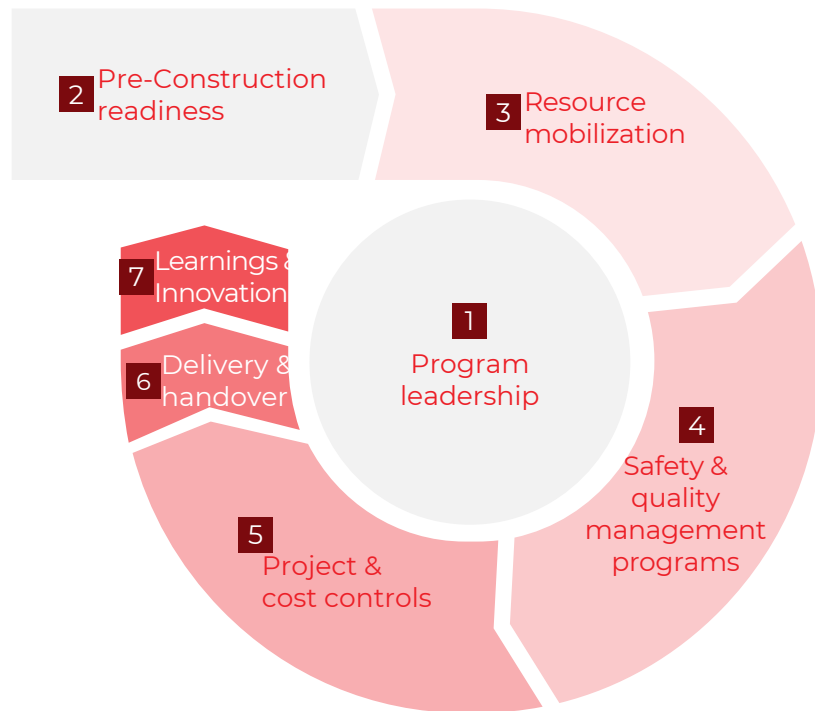 2
Pre-Construction
readiness
3
Resource
mobilization
7
Learnings &
Innovation
1
Program
leadership
6
Delivery &
handover
4
Safety &
quality
management
programs
5
Project &
cost controls